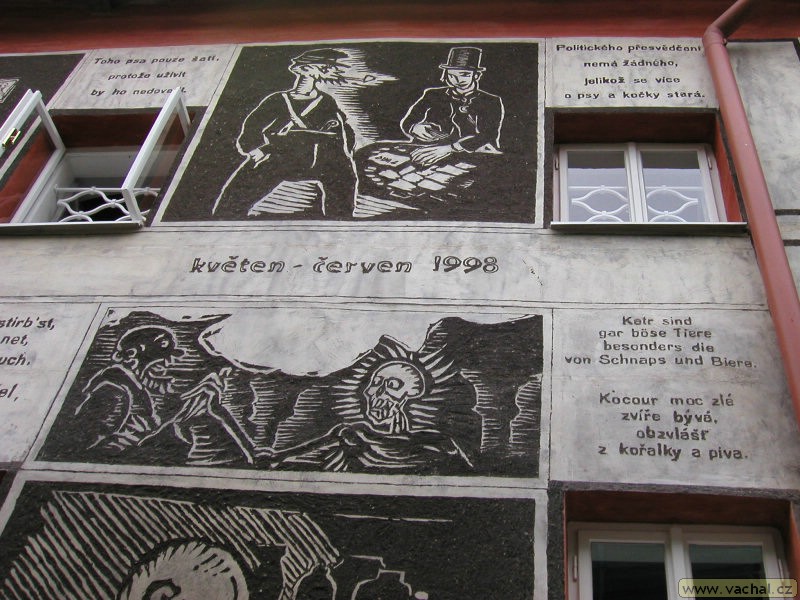 Toho psa pouze šatí,
protože uživit
by ho nedovedl.
Politického přesvědčení
nemá žádného,
jelikož se více
o psy a kočky stará.
květen - červen 1998
stirb'st,
net,
uch.
el,
Katr sind
gar böse Tiere
besonders die
von Schnaps und Biere.
Kocour moc zlé
zvíře bývá,
obzvlášť
z kořalky a piva.
www.vachal.cz